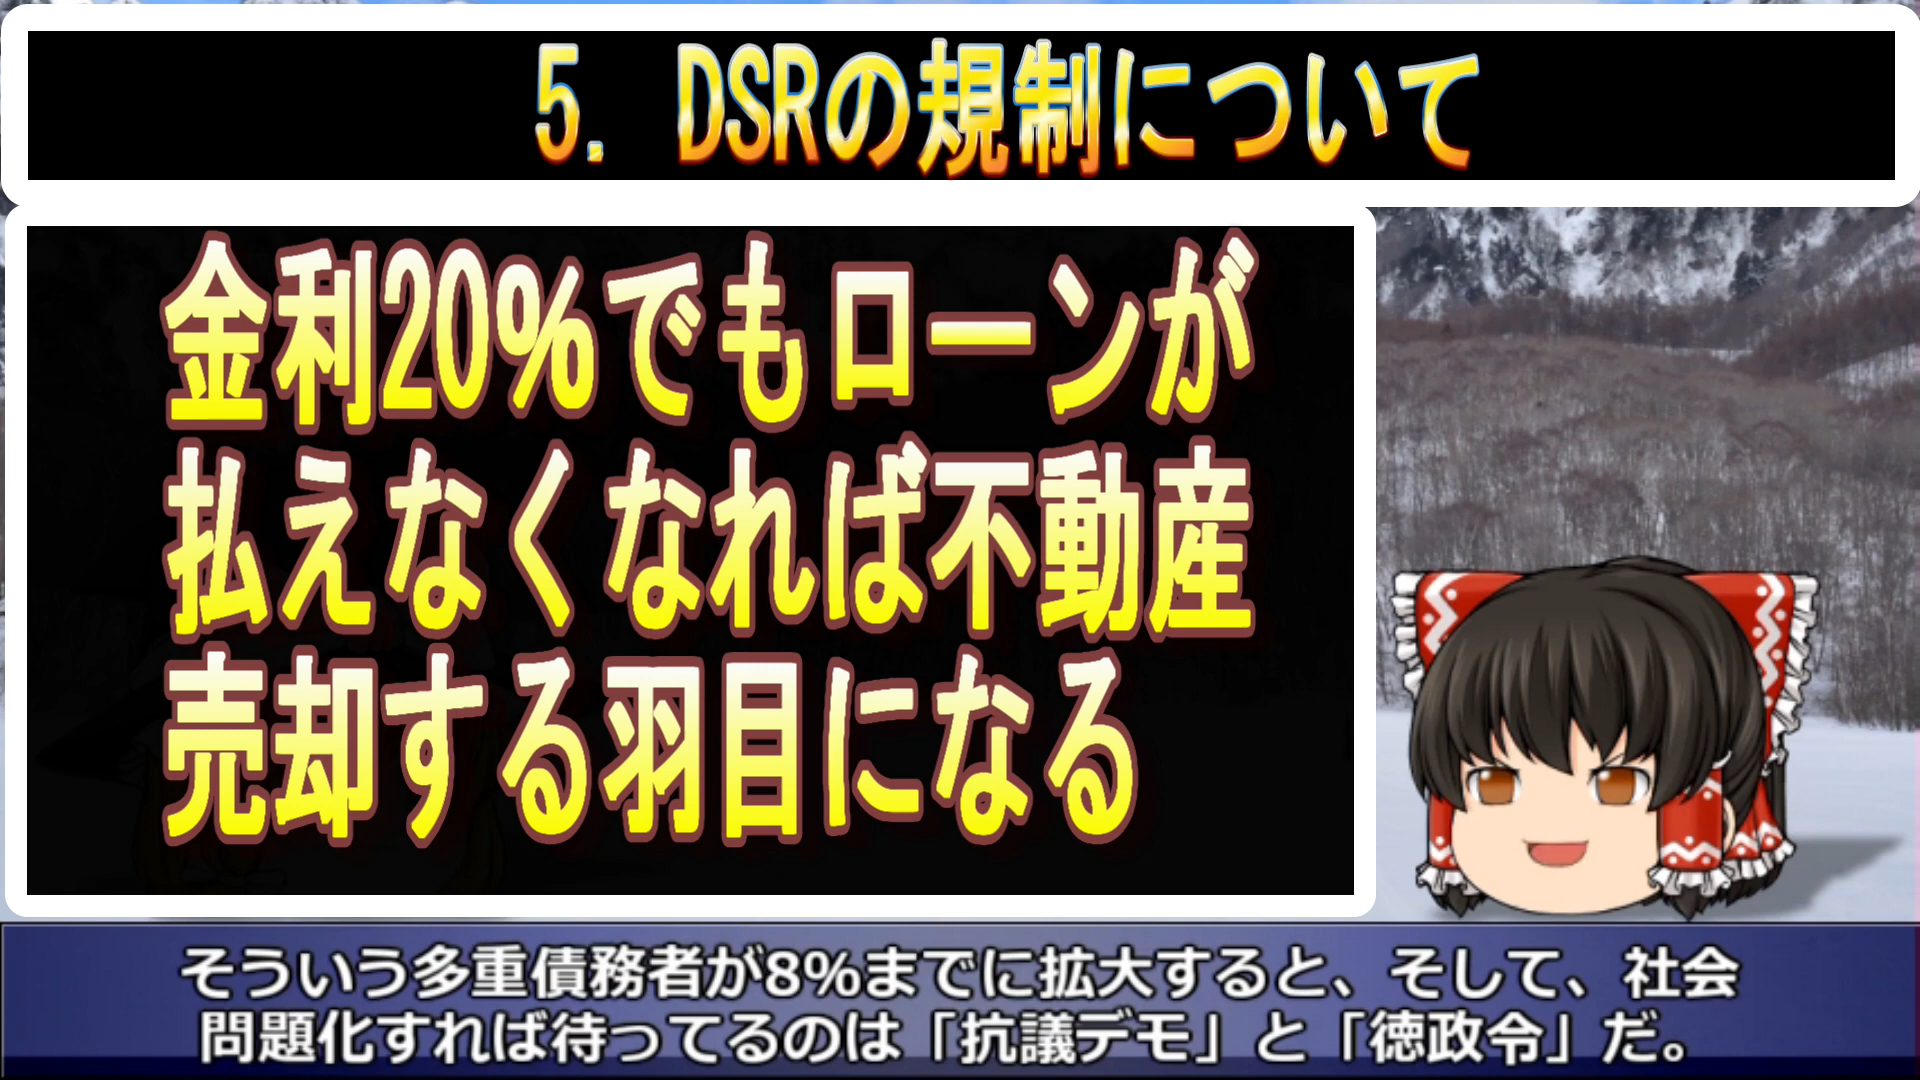 5. DSRの規制について
金利20%でもローンが
払えなくなれば不動産
売却する羽目になる
そういう多重債務者が8%までに拡大すると、そして、社会
問題化すれば待ってるのは「抗議デモ」と「徳政令」だ。